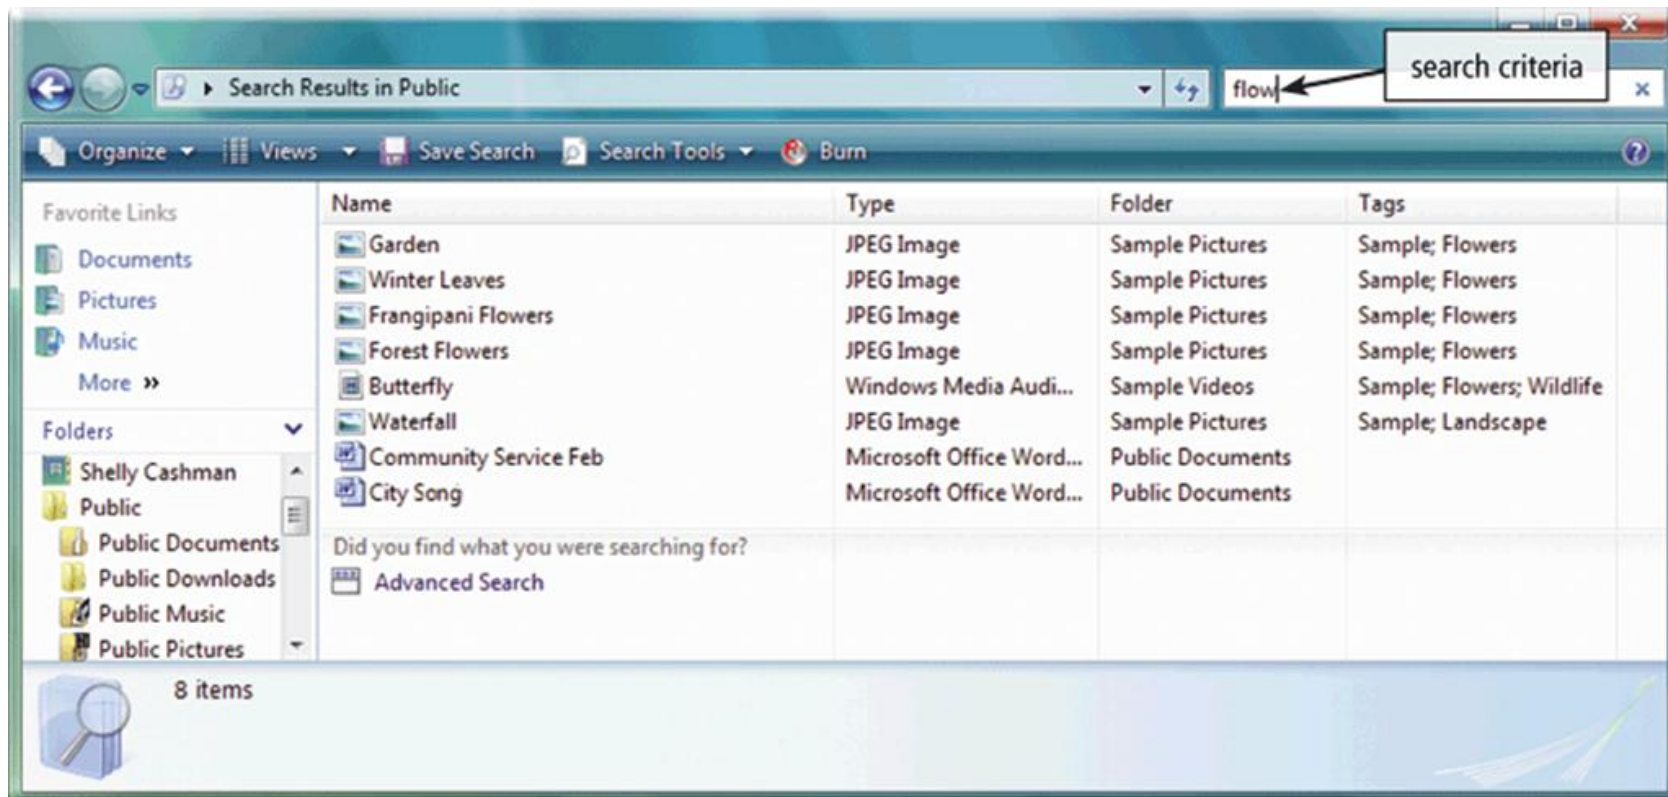 search criteria
Search Results in Public
flow
Organize Views Save Search Search Tools Burn
Favorite Links
Documents
Pictures
Music
More »
Folders
Shelly Cashman
Public
Public Documents
Public Downloads
Public Music
Public Pictures
Name Type Folder Tags
Garden JPEG Image Sample Pictures Sample; Flowers
Winter Leaves JPEG Image Sample Pictures Sample; Flowers
Frangipani Flowers JPEG Image Sample Pictures Sample; Flowers
Forest Flowers JPEG Image Sample Pictures Sample; Flowers
Butterfly Windows Media Audi... Sample Videos Sample; Flowers; Wildlife
Waterfall JPEG Image Sample Pictures Sample; Landscape
Community Service Feb Microsoft Office Word... Public Documents
City Song Microsoft Office Word... Public Documents
Did you find what you were searching for?
Advanced Search
8 items